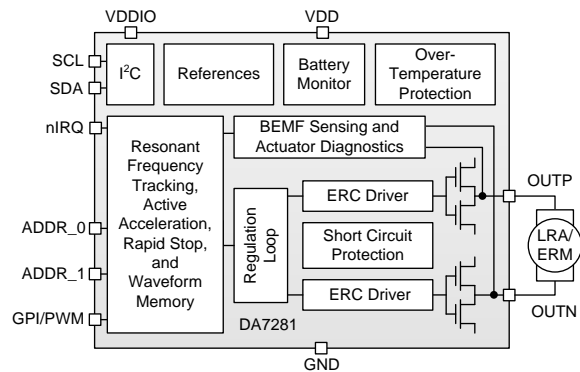 VDDIO
VDD
SCL
SDA
I²C
References
Battery
Monitor
Over-
Temperature
Protection
nIRQ
Resonant
Frequency
Tracking,
Active
Acceleration,
Rapid Stop,
and
Waveform
Memory
BEMF Sensing and
Actuator Diagnostics
Regulation
Loop
ERC Driver
Short Circuit
Protection
ERC Driver
OUTP
LRA/
ERM
OUTN
ADDR_0
ADDR_1
GPI/PWM
DA7281
GND